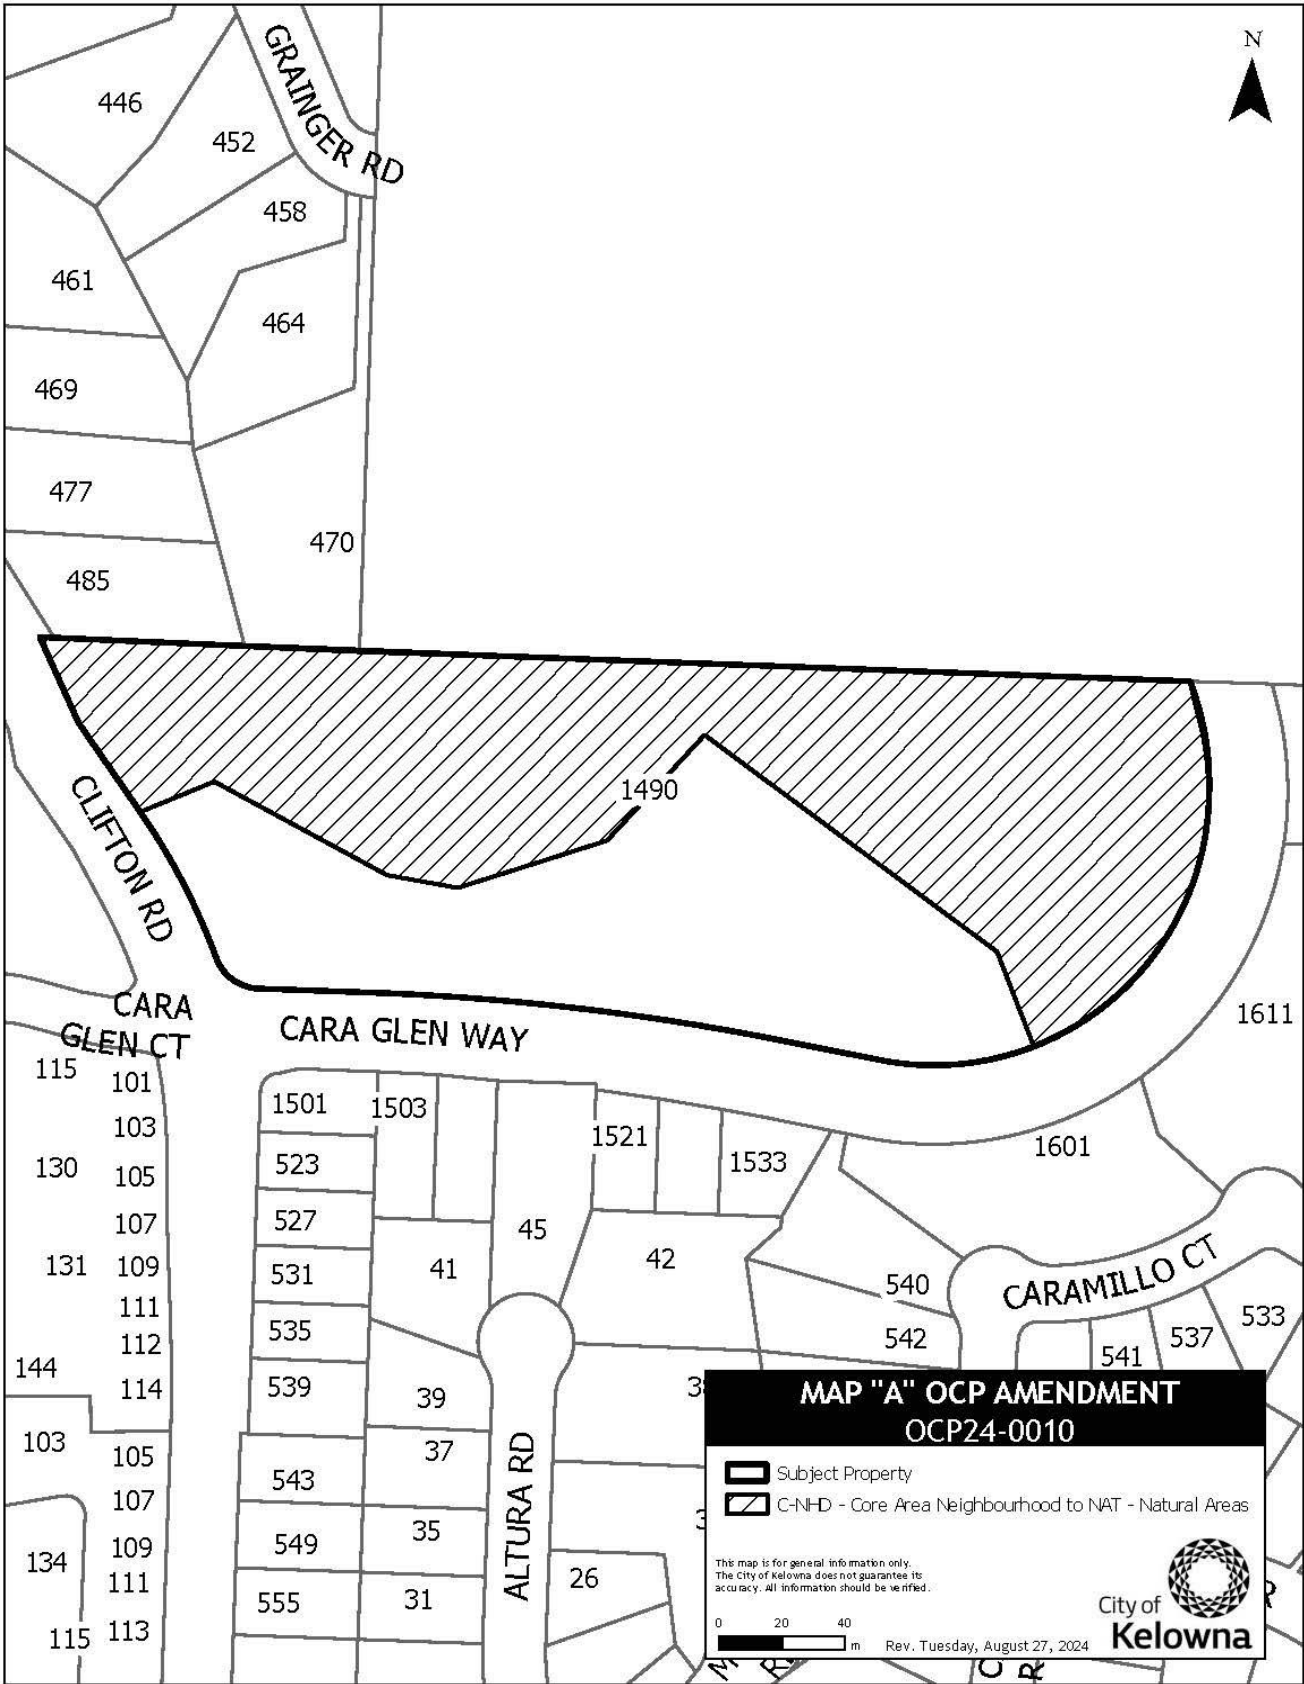 N
GRAINGER RD
446
452
458
461
464
469
477
470
485
1490
CLIFTON RD
CARA
GLEN CT
CARA GLEN WAY
1611
115
101
1501
1503
103
1521
1533
1601
130
105
523
107
527
45
42
131
109
531
41
540
CARAMILLO CT
111
112
535
542
533
537
541
144
114
539
39
103
105
37
543
107
35
549
109
134
111
ALTURA RD
26
555
31
115
113
MAP "A" OCP AMENDMENT
OCP24-0010
Subject Property
C-NHD - Core Area Neighbourhood to NAT - Natural Areas
This map is for general information only.
The City of Kelowna does not guarantee its
accuracy. All information should be verified.
0 20 40
m
Rev. Tuesday, August 27, 2024
City of
Kelowna